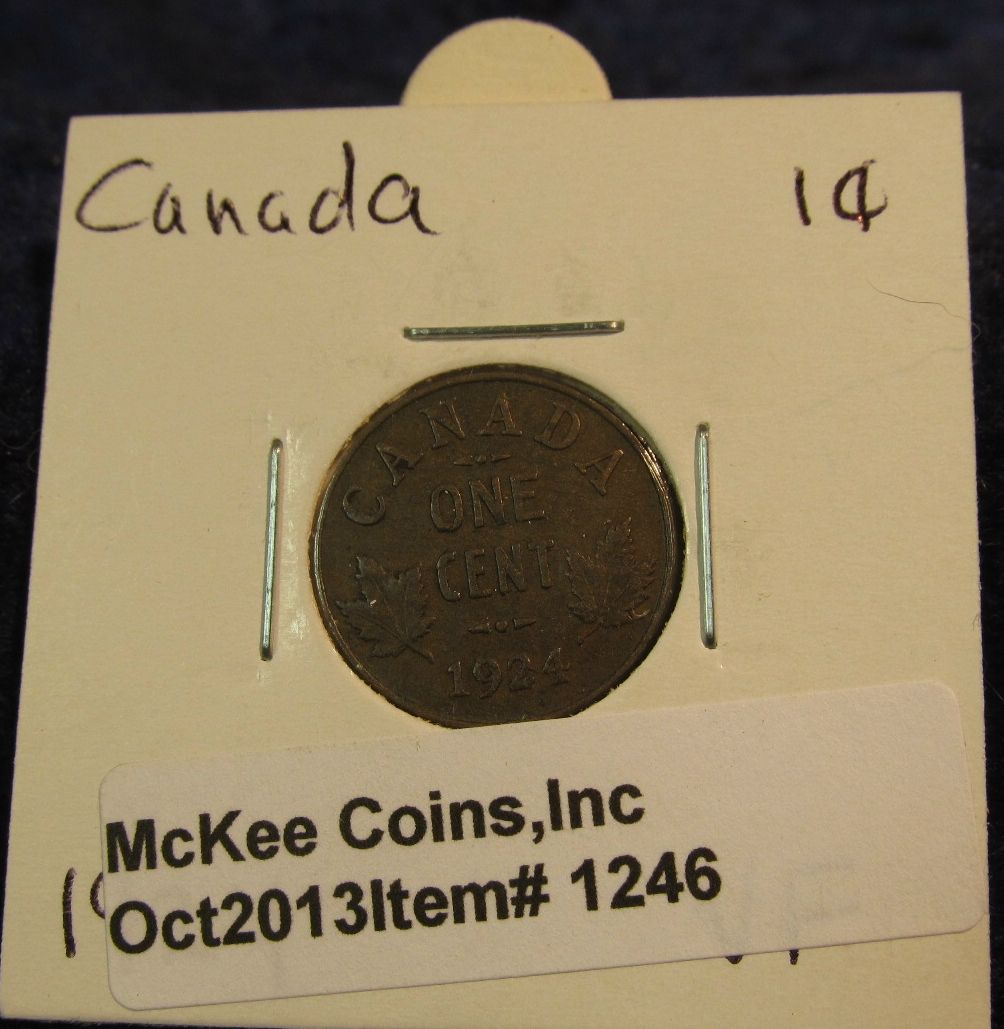 Canada 1¢
CANADA
ONE
CENT
1924
McKee Coins,Inc
Oct2013Item# 1246